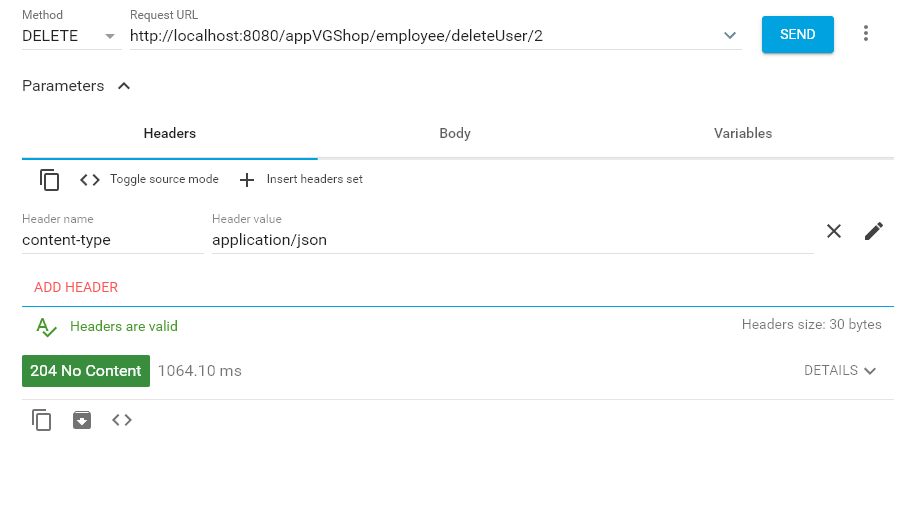 Method
Request URL
DELETE
http://localhost:8080/appVGShop/employee/deleteUser/2
SEND
Parameters
Headers
Body
Variables
Toggle source mode
Insert headers set
Header name
Header value
content-type
application/json
ADD HEADER
Headers are valid
Headers size: 30 bytes
204 No Content
1064.10 ms
DETAILS